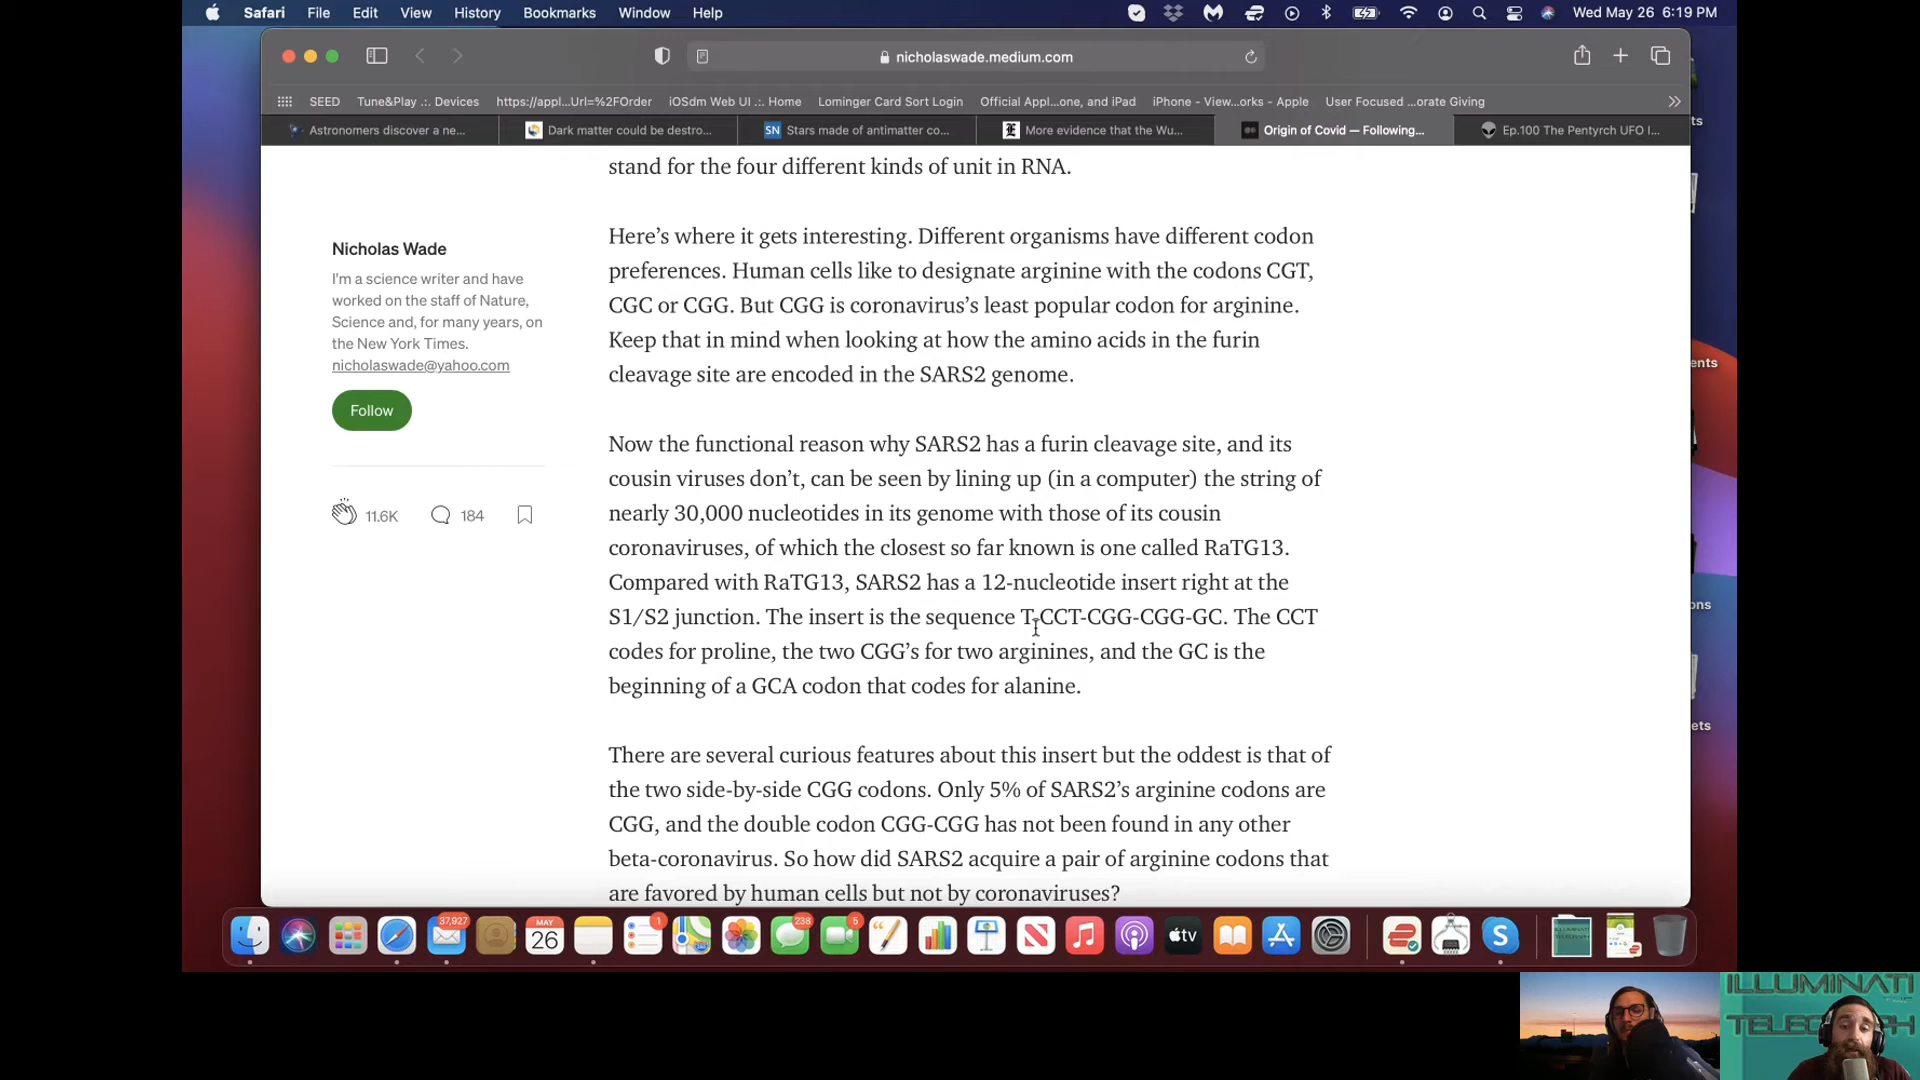 Safari File Edit View History Bookmarks Window Help Wed May 26 6:19 PM
nicholaswade.medium.com
SEED Tune&Play .:. Devices https://appl...Url=%2FOrder iOSdm Web UI .:. Home Lominger Card Sort Login Official Appl...one, and iPad iPhone - View...orks - Apple User Focused ...orate Giving
Astronomers discover a ne... Dark matter could be destro... SN Stars made of antimatter co... More evidence that the Wu... Origin of Covid — Following... Ep.100 The Pentyrch UFO I...
stand for the four different kinds of unit in RNA.
Nicholas Wade
I'm a science writer and have
worked on the staff of Nature,
Science and, for many years, on
the New York Times.
nicholaswade@yahoo.com
Follow
11.6K 184
Here's where it gets interesting. Different organisms have different codon
preferences. Human cells like to designate arginine with the codons CGT,
CGC or CGG. But CGG is coronavirus's least popular codon for arginine.
Keep that in mind when looking at how the amino acids in the furin
cleavage site are encoded in the SARS2 genome.
Now the functional reason why SARS2 has a furin cleavage site, and its
cousin viruses don't, can be seen by lining up (in a computer) the string of
nearly 30,000 nucleotides in its genome with those of its cousin
coronaviruses, of which the closest so far known is one called RaTG13.
Compared with RaTG13, SARS2 has a 12-nucleotide insert right at the
S1/S2 junction. The insert is the sequence T-CCT-CGG-CGG-GC. The CCT
codes for proline, the two CGG's for two arginines, and the GC is the
beginning of a GCA codon that codes for alanine.
There are several curious features about this insert but the oddest is that of
the two side-by-side CGG codons. Only 5% of SARS2's arginine codons are
CGG, and the double codon CGG-CGG has not been found in any other
beta-coronavirus. So how did SARS2 acquire a pair of arginine codons that
are favored by human cells but not by coronaviruses?
ts
ents
ons
ets
37,927 MAY 26 1 238 5 tv
ILLUMINATI